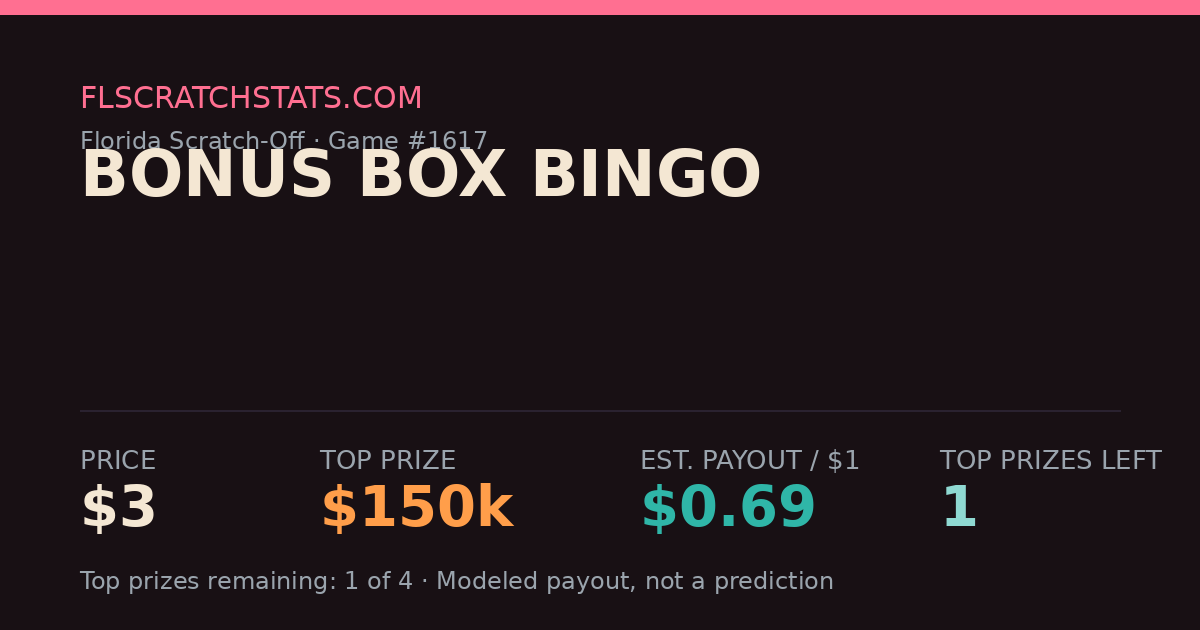 FLSCRATCHSTATS.COM
Florida Scratch-Off · Game #1617
BONUS BOX BINGO
PRICE TOP PRIZE EST. PAYOUT / $1 TOP PRIZES LEFT
$3 $150k $0.69 1
Top prizes remaining: 1 of 4 · Modeled payout, not a prediction